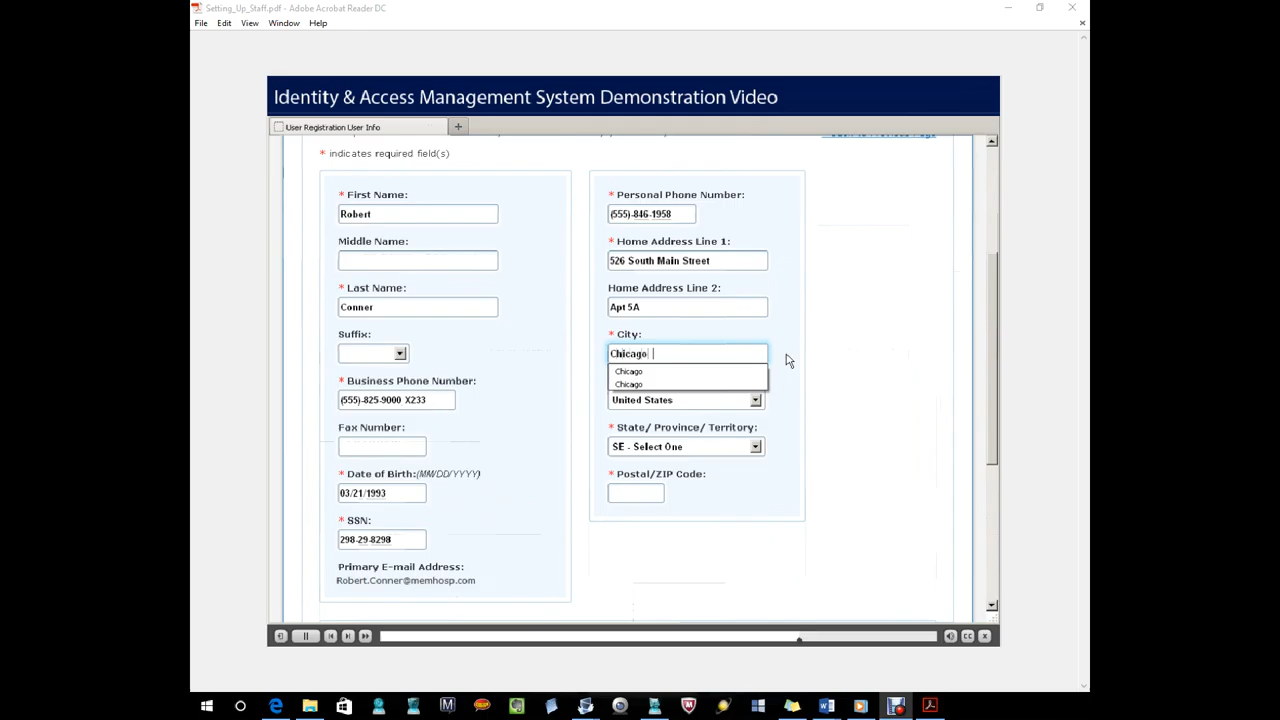 Setting_Up_Staff.pdf - Adobe Acrobat Reader DC
File Edit View Window Help
Identity & Access Management System Demonstration Video
User Registration User Info
* indicates required field(s)
* First Name:
Robert
Middle Name:
* Last Name:
Conner
Suffix:
* Business Phone Number:
(555)-825-9000 X233
Fax Number:
* Date of Birth:(MM/DD/YYYY)
03/21/1993
* SSN:
298-29-8298
Primary E-mail Address:
Robert.Conner@memhosp.com
* Personal Phone Number:
(555)-846-1958
* Home Address Line 1:
526 South Main Street
Home Address Line 2:
Apt 5A
* City:
Chicago
Chicago
Chicago
United States
* State/ Province/ Territory:
SE - Select One
* Postal/ZIP Code:
CC